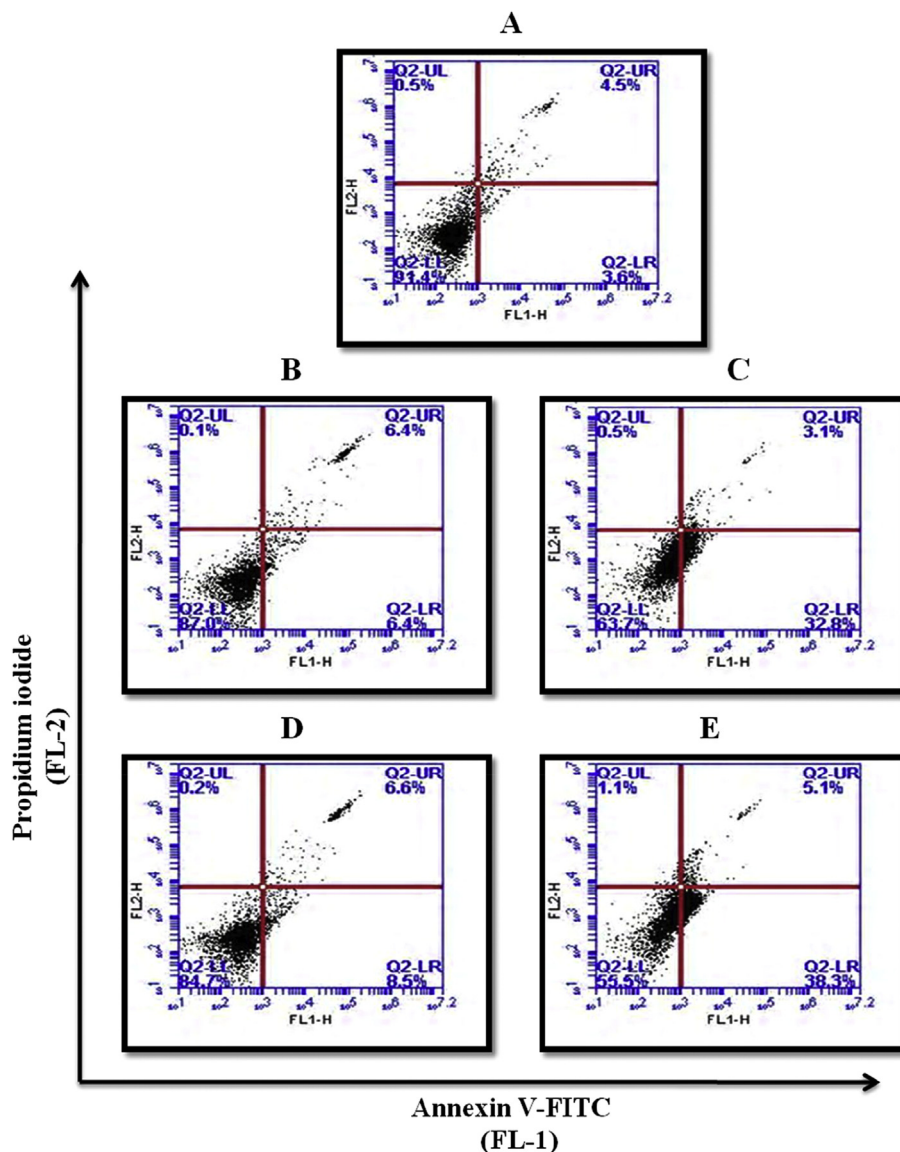 A
Q2-UL Q2-UR
0.5% 4.5%
Q2-LL Q2-LR
91.4% 3.6%
FL2-H
FL1-H
B
Q2-UL Q2-UR
0.1% 6.4%
Q2-LL Q2-LR
87.0% 6.4%
FL2-H
FL1-H
C
Q2-UL Q2-UR
0.5% 3.1%
Q2-LL Q2-LR
63.7% 32.8%
FL2-H
FL1-H
D
Q2-UL Q2-UR
0.2% 6.6%
Q2-LL Q2-LR
84.7% 8.5%
FL2-H
FL1-H
E
Q2-UL Q2-UR
1.1% 5.1%
Q2-LL Q2-LR
55.5% 38.3%
FL2-H
FL1-H
Propidium iodide
(FL-2)
Annexin V-FITC
(FL-1)